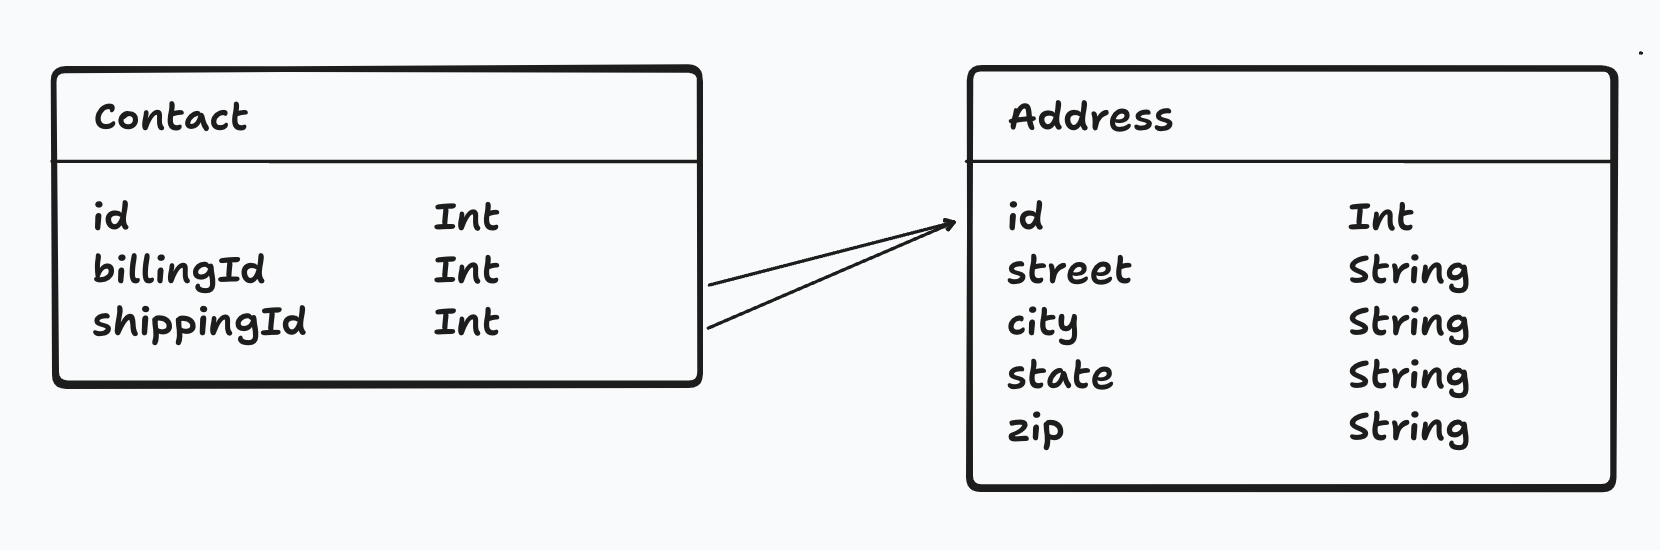 Contact
id Int
billingId Int
shippingId Int
Address
id Int
street String
city String
state String
zip String